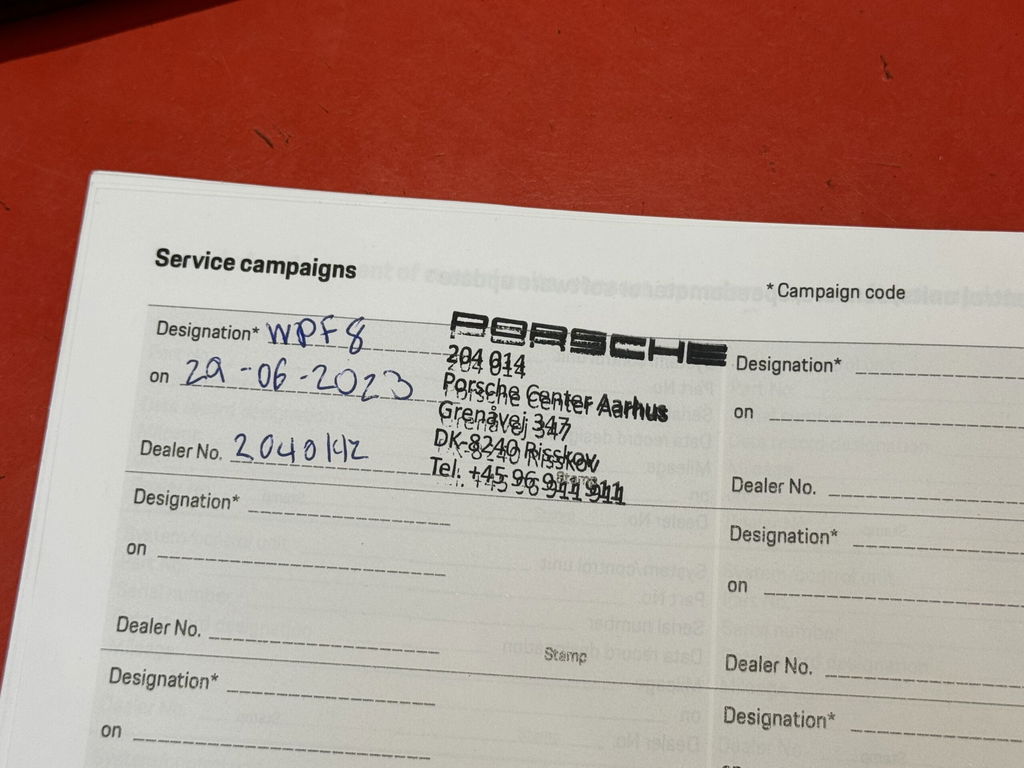 Service campaigns
* Campaign code
Designation* WPF8
on 29-06-2023
Dealer No.
PORSCHE
204 014
Porsche Center Aarhus
Grenåvej 347
DK-8240 Risskov
Tel. +45 96 911 911
Stamp
Designation*
on
Dealer No.
Designation*
on
Dealer No.
Stamp
Designation*
on
Dealer No.
Designation*
on
Designation*